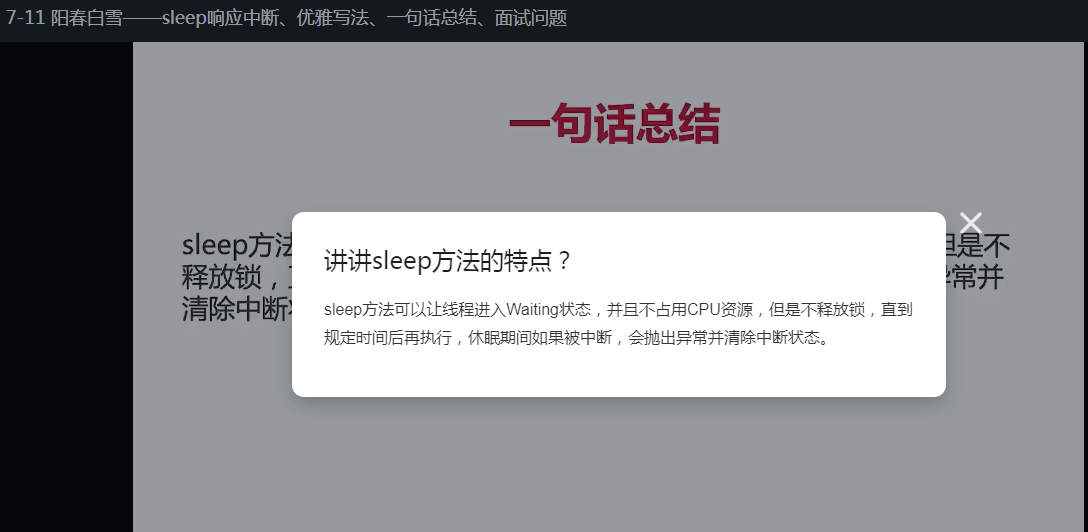 7-11 阳春白雪——sleep响应中断、优雅写法、一句话总结、面试问题
一句话总结
sleep方法
但是不
释放锁，
异常并
清除中断
讲讲sleep方法的特点？
sleep方法可以让线程进入Waiting状态，并且不占用CPU资源，但是不释放锁，直到
规定时间后再执行，休眠期间如果被中断，会抛出异常并清除中断状态。